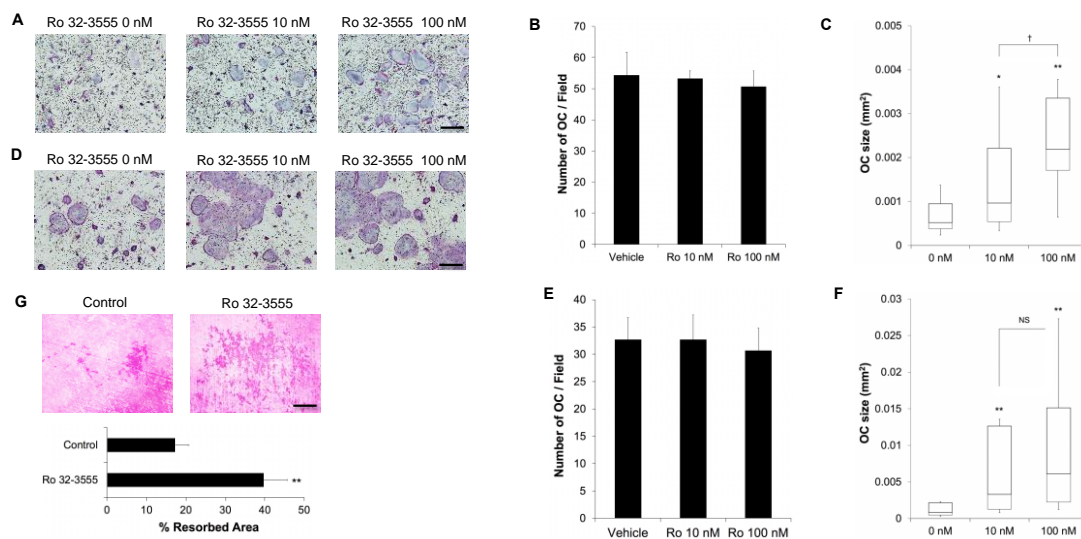 A
Ro 32-3555 0 nM
Ro 32-3555 10 nM
Ro 32-3555 100 nM
D
Ro 32-3555 0 nM
Ro 32-3555 10 nM
Ro 32-3555 100 nM
G
Control
Ro 32-3555
Control
Ro 32-3555
**
0
10
20
30
40
50
% Resorbed Area
B
Number of OC / Field
70
60
50
40
30
20
10
0
Vehicle
Ro 10 nM
Ro 100 nM
C
OC size (mm²)
0.005
0.004
0.003
0.002
0.001
0
†
*
**
0 nM
10 nM
100 nM
E
Number of OC / Field
40
35
30
25
20
15
10
5
0
Vehicle
Ro 10 nM
Ro 100 nM
F
OC size (mm²)
0.03
0.025
0.02
0.015
0.01
0.005
0
NS
**
**
0 nM
10 nM
100 nM